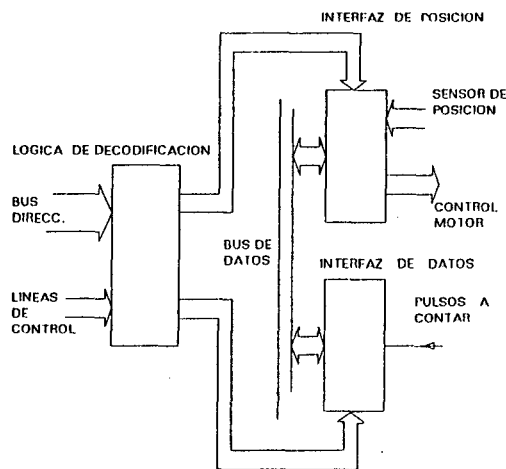 INTERFAZ DE POSICION
SENSOR DE
POSICION
LOGICA DE DECODIFICACION
BUS
DIRECC.
CONTROL
MOTOR
BUS DE
DATOS
INTERFAZ DE DATOS
LINEAS
DE
CONTROL
PULSOS A
CONTAR